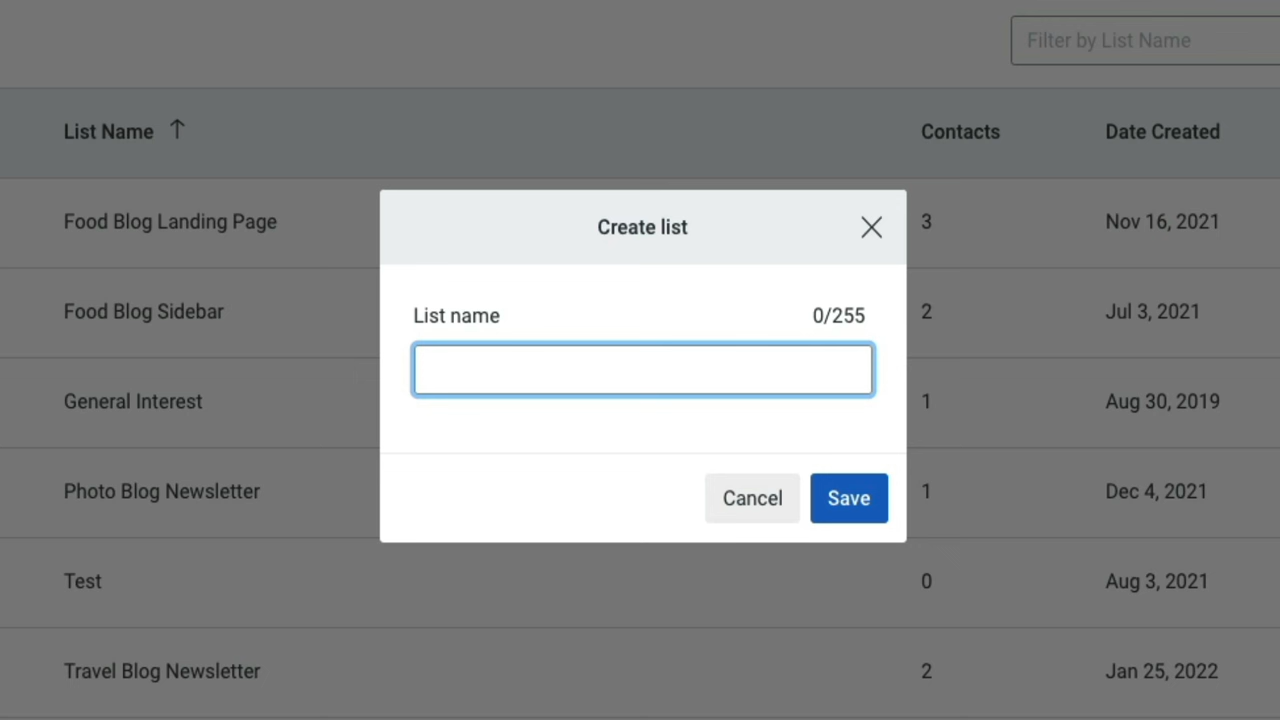 Filter by List Name
List Name Contacts Date Created
Food Blog Landing Page 3 Nov 16, 2021
Food Blog Sidebar 2 Jul 3, 2021
General Interest 1 Aug 30, 2019
Photo Blog Newsletter 1 Dec 4, 2021
Test 0 Aug 3, 2021
Travel Blog Newsletter 2 Jan 25, 2022
Create list
List name 0/255
Cancel Save